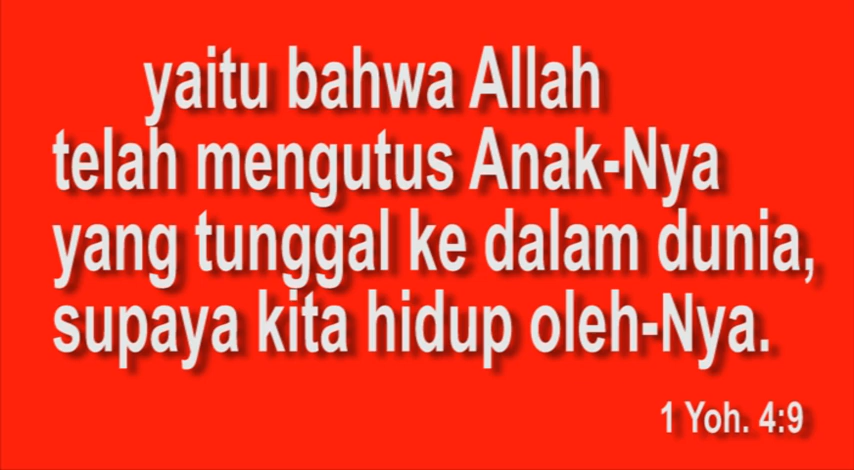 yaitu bahwa Allah
telah mengutus Anak-Nya
yang tunggal ke dalam dunia,
supaya kita hidup oleh-Nya.
1 Yoh. 4:9